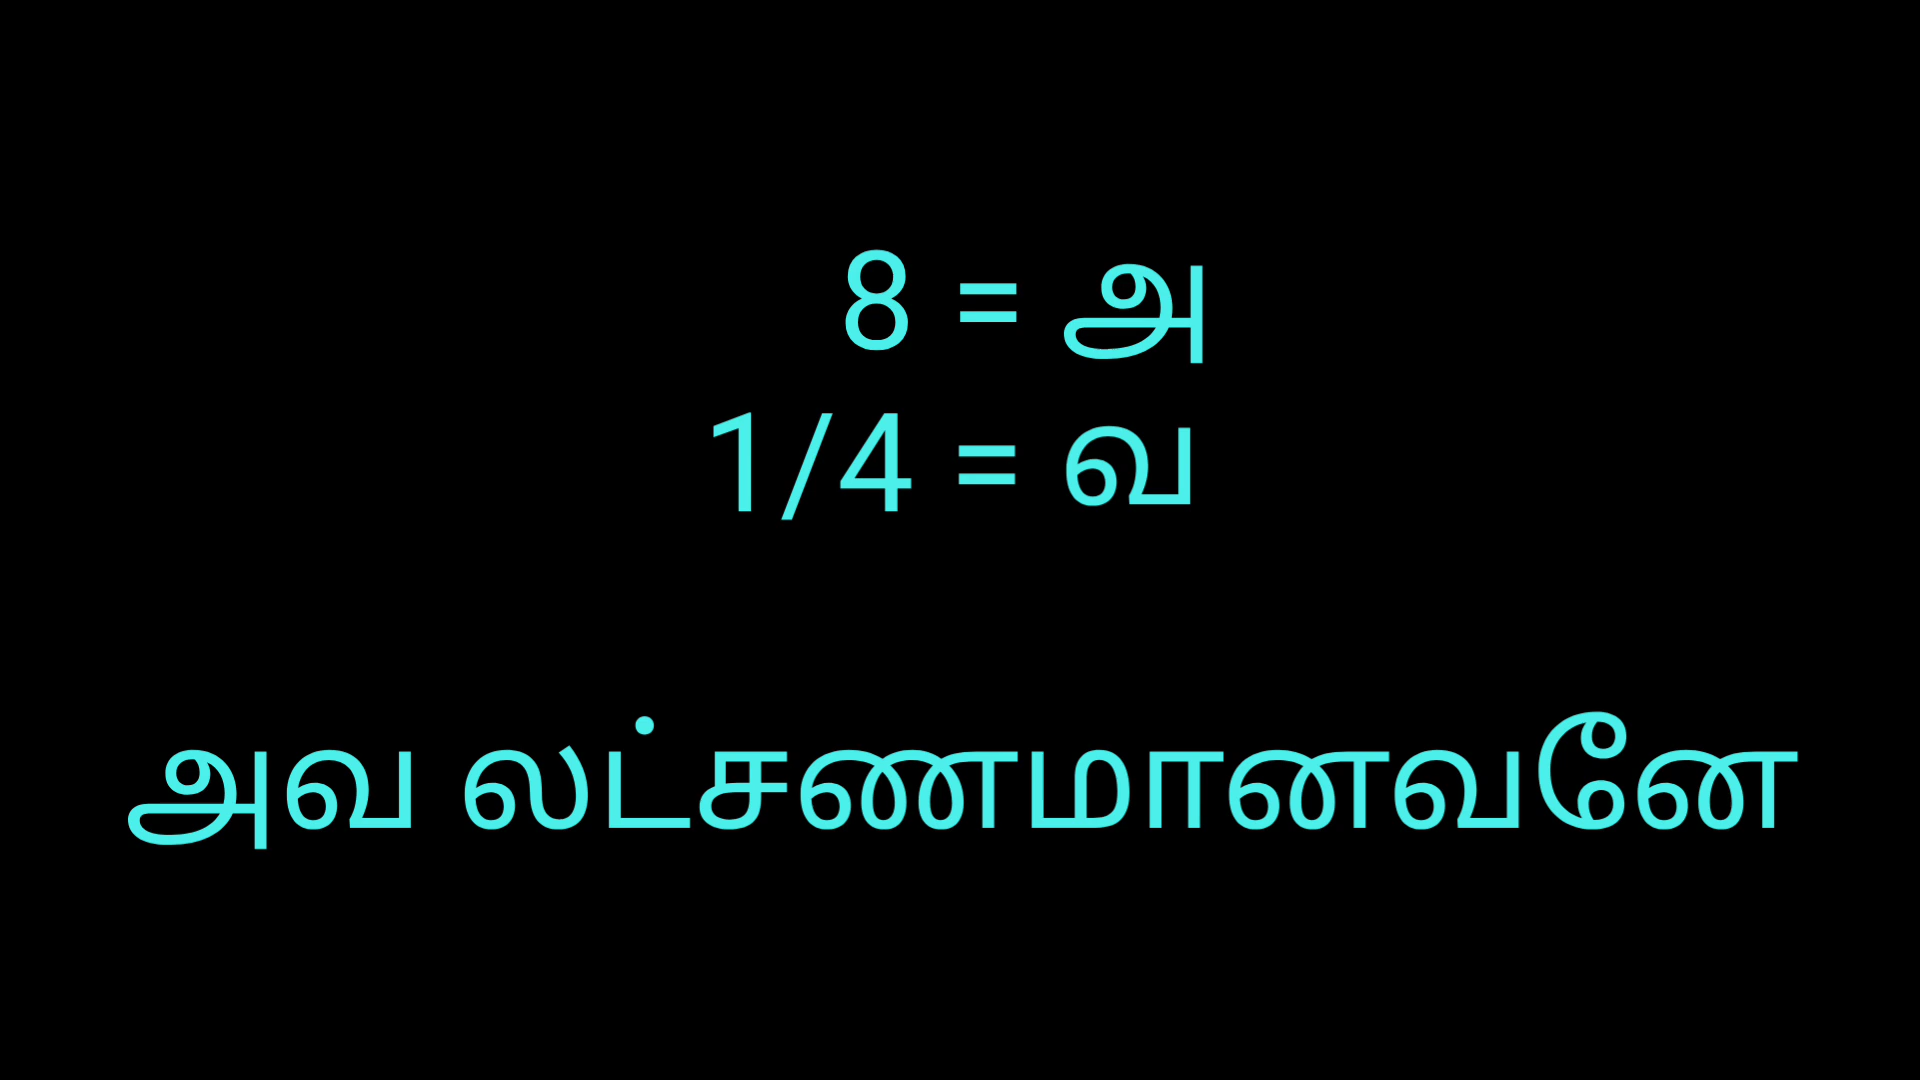 8 = அ
1/4 = வ
அவ லட்சணமானவனே